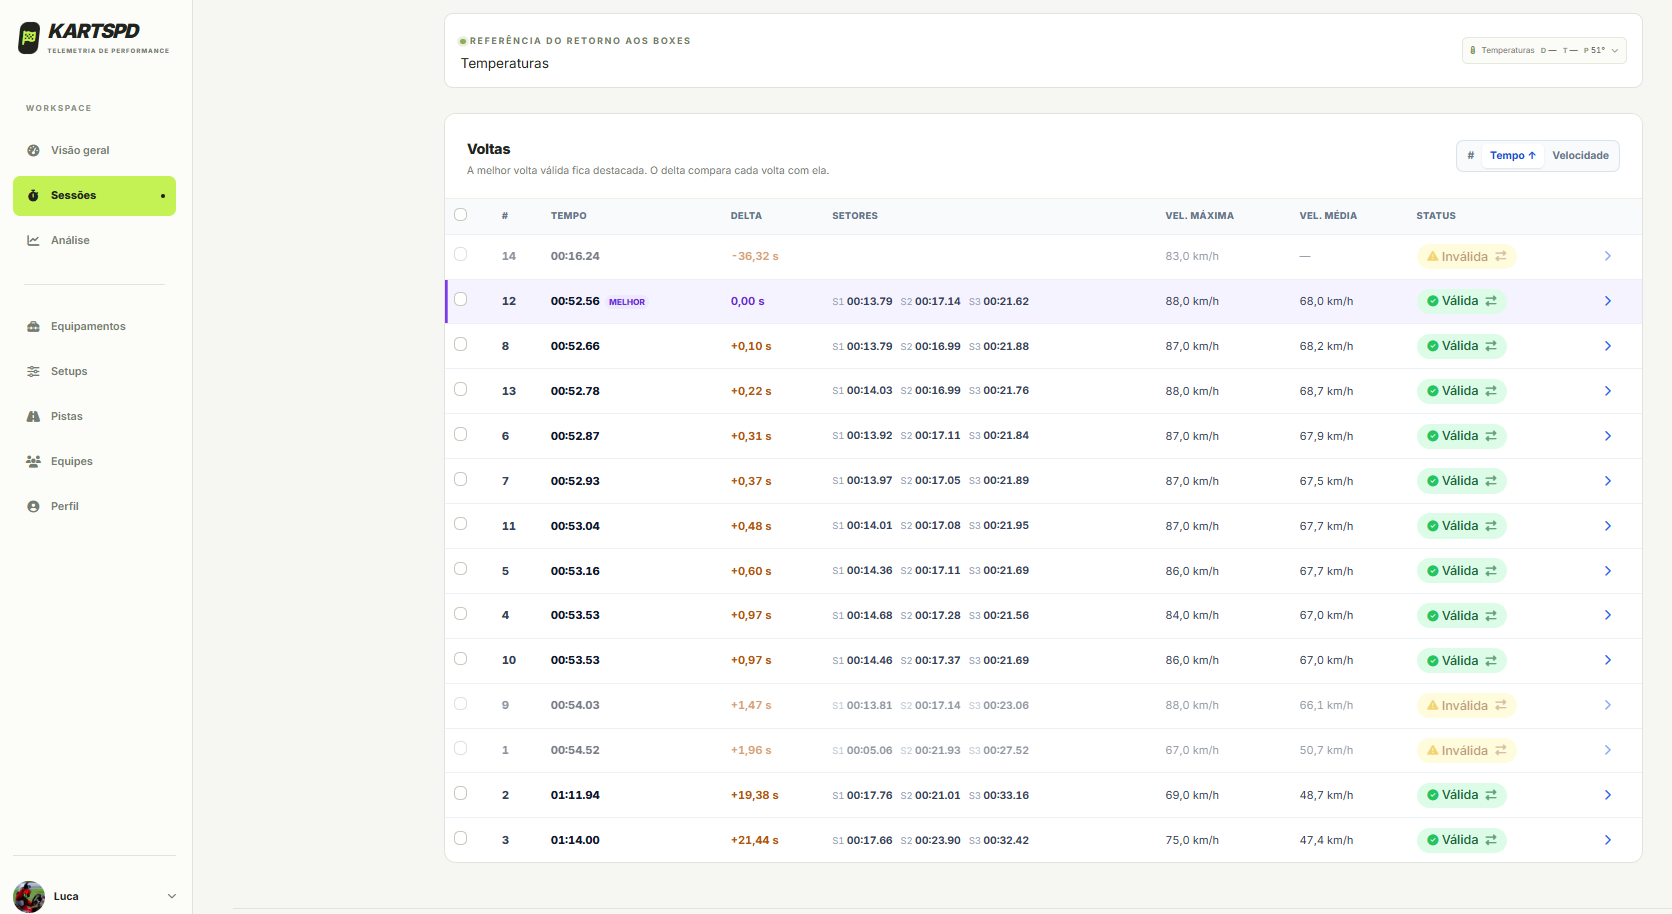 KARTSPD
TELEMETRIA DE PERFORMANCE
WORKSPACE
Visão geral
Sessões
Análise
Equipamentos
Setups
Pistas
Equipes
Perfil
Luca
REFERÊNCIA DO RETORNO AOS BOXES
Temperaturas
Temperaturas D — T — P 51°
Voltas
A melhor volta válida fica destacada. O delta compara cada volta com ela.
# Tempo ↑ Velocidade
# TEMPO DELTA SETORES VEL. MÁXIMA VEL. MÉDIA STATUS
14 00:16.24 -36,32 s 83,0 km/h — Inválida
12 00:52.56 MELHOR 0,00 s S1 00:13.79 S2 00:17.14 S3 00:21.62 88,0 km/h 68,0 km/h Válida
8 00:52.66 +0,10 s S1 00:13.79 S2 00:16.99 S3 00:21.88 87,0 km/h 68,2 km/h Válida
13 00:52.78 +0,22 s S1 00:14.03 S2 00:16.99 S3 00:21.76 88,0 km/h 68,7 km/h Válida
6 00:52.87 +0,31 s S1 00:13.92 S2 00:17.11 S3 00:21.84 87,0 km/h 67,9 km/h Válida
7 00:52.93 +0,37 s S1 00:13.97 S2 00:17.05 S3 00:21.89 87,0 km/h 67,5 km/h Válida
11 00:53.04 +0,48 s S1 00:14.01 S2 00:17.08 S3 00:21.95 87,0 km/h 67,7 km/h Válida
5 00:53.16 +0,60 s S1 00:14.36 S2 00:17.11 S3 00:21.69 86,0 km/h 67,7 km/h Válida
4 00:53.53 +0,97 s S1 00:14.68 S2 00:17.28 S3 00:21.56 84,0 km/h 67,0 km/h Válida
10 00:53.53 +0,97 s S1 00:14.46 S2 00:17.37 S3 00:21.69 86,0 km/h 67,0 km/h Válida
9 00:54.03 +1,47 s S1 00:13.81 S2 00:17.14 S3 00:23.06 88,0 km/h 66,1 km/h Inválida
1 00:54.52 +1,96 s S1 00:05.06 S2 00:21.93 S3 00:27.52 67,0 km/h 50,7 km/h Inválida
2 01:11.94 +19,38 s S1 00:17.76 S2 00:21.01 S3 00:33.16 69,0 km/h 48,7 km/h Válida
3 01:14.00 +21,44 s S1 00:17.66 S2 00:23.90 S3 00:32.42 75,0 km/h 47,4 km/h Válida